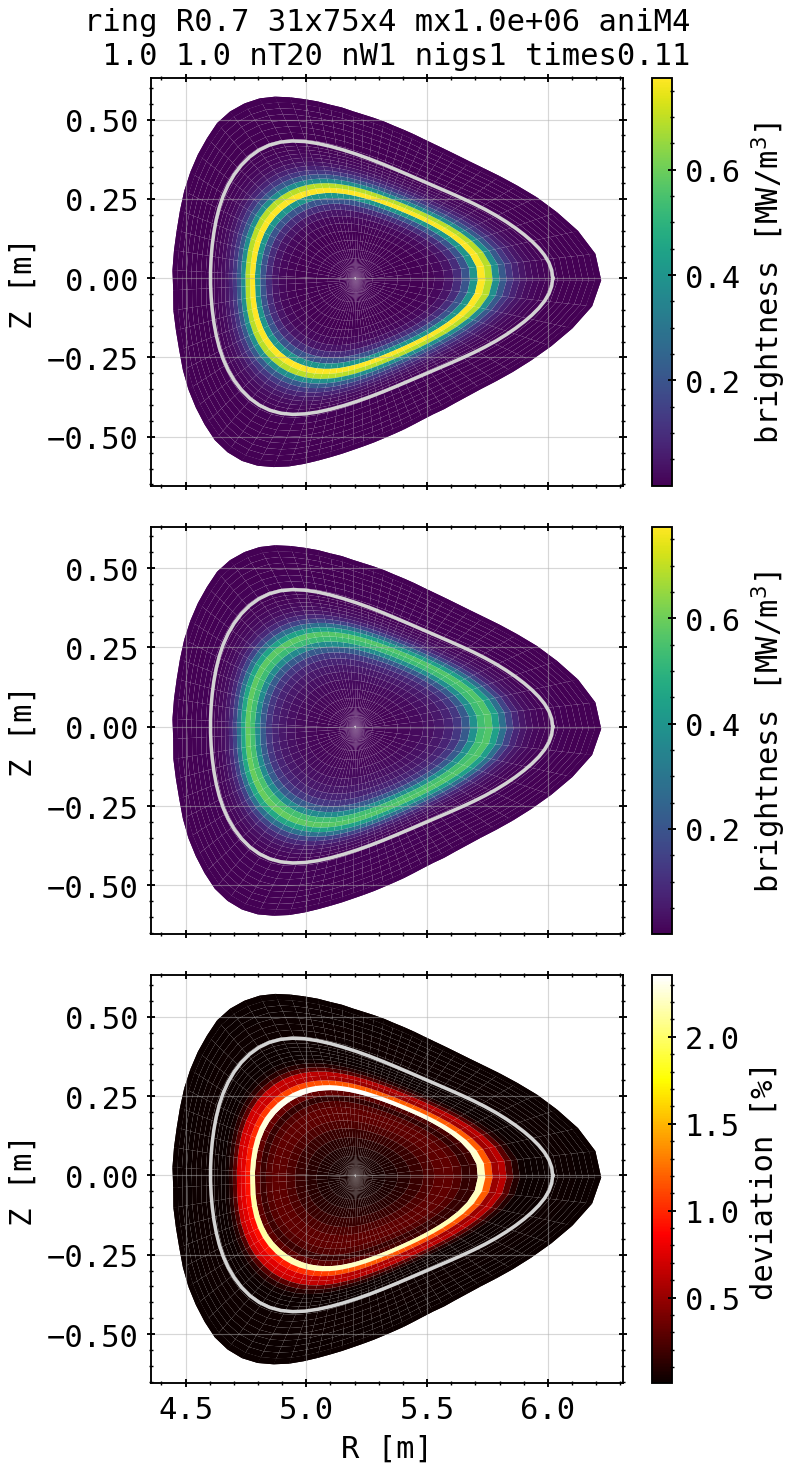 ring R0.7 31x75x4 mx1.0e+06 aniM4
1.0 1.0 nT20 nW1 nigs1 times0.11
0.50
0.25
0.00
−0.25
−0.50
Z [m]
0.6
0.4
0.2
brightness [MW/m³]
0.50
0.25
0.00
−0.25
−0.50
Z [m]
0.6
0.4
0.2
brightness [MW/m³]
0.50
0.25
0.00
−0.25
−0.50
Z [m]
2.0
1.5
1.0
0.5
deviation [%]
4.5 5.0 5.5 6.0
R [m]